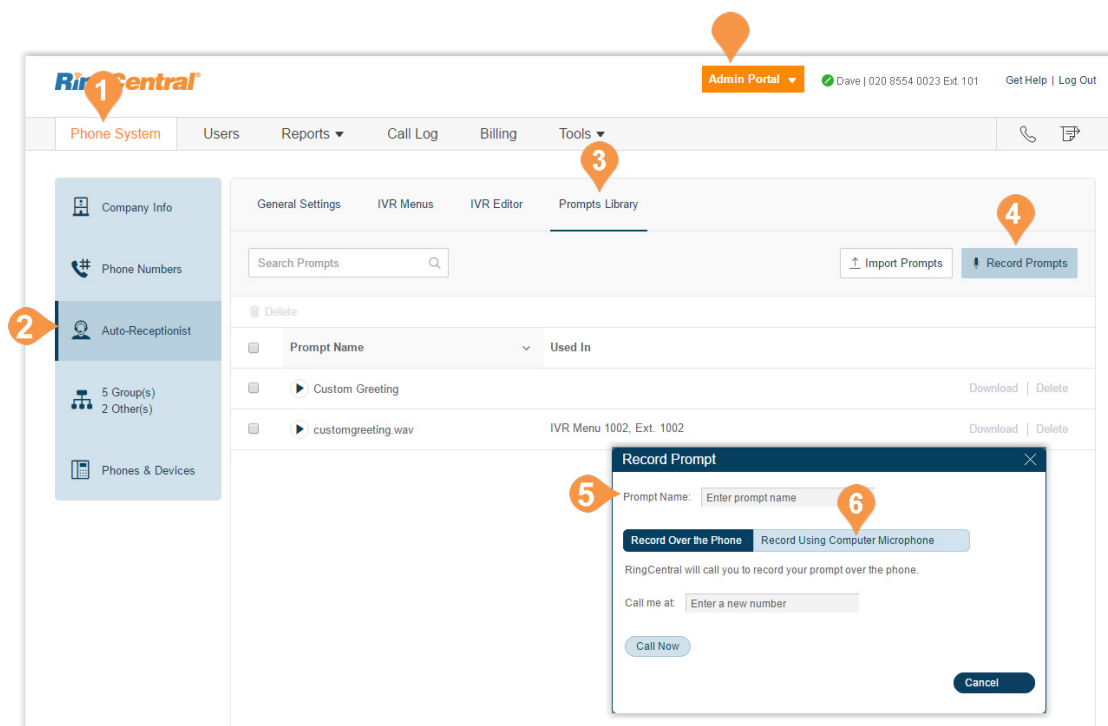 RingCentral®
1
Admin Portal
Dave | 020 8554 0023 Ext. 101
Get Help | Log Out
Phone System Users Reports Call Log Billing Tools
3
Company Info
Phone Numbers
2
Auto-Receptionist
5 Group(s)
2 Other(s)
Phones & Devices
General Settings IVR Menus IVR Editor Prompts Library
4
Search Prompts
Import Prompts
Record Prompts
Delete
Prompt Name Used In
Custom Greeting Download | Delete
customgreeting.wav IVR Menu 1002, Ext. 1002 Download | Delete
Record Prompt
5
Prompt Name: Enter prompt name
6
Record Over the Phone Record Using Computer Microphone
RingCentral will call you to record your prompt over the phone.
Call me at: Enter a new number
Call Now
Cancel